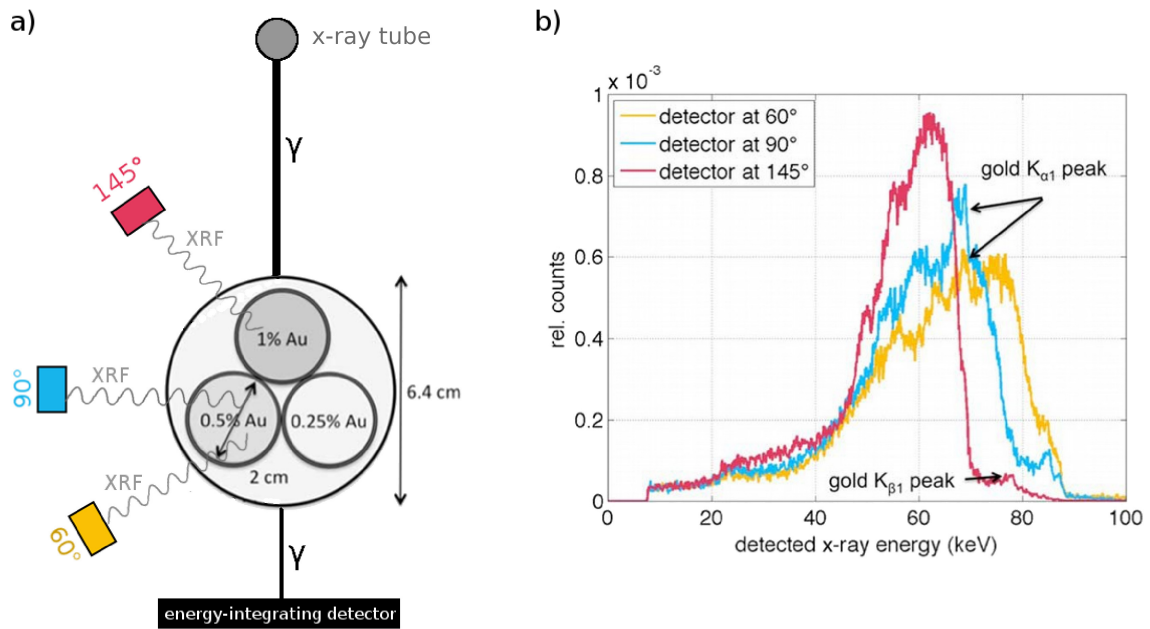 a)
x-ray tube
γ
145°
XRF
1% Au
90°
XRF
0.5% Au
0.25% Au
6.4 cm
2 cm
XRF
60°
γ
energy-integrating detector
b)
1 x 10⁻³
detector at 60°
detector at 90°
detector at 145°
gold Kα1 peak
0.8
0.6
rel. counts
0.4
0.2
gold Kβ1 peak
0
0 20 40 60 80 100
detected x-ray energy (keV)